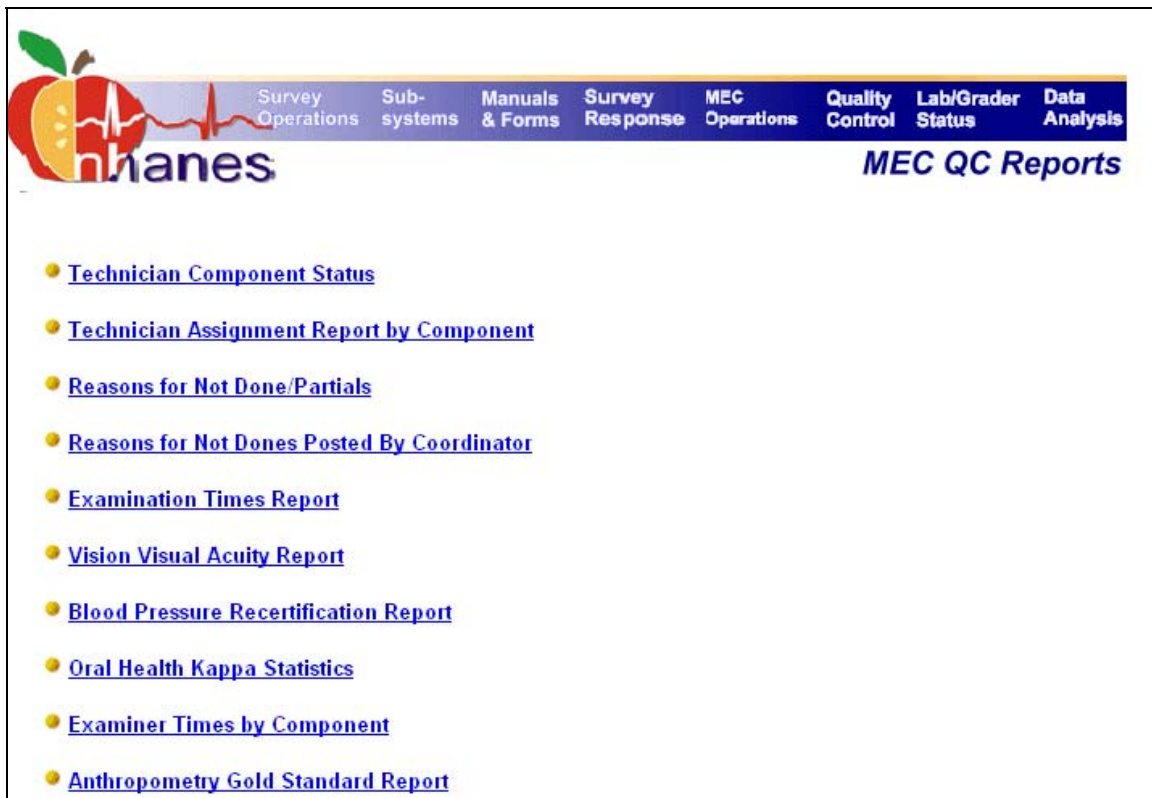 Survey Operations
Sub-systems
Manuals & Forms
Survey Response
MEC Operations
Quality Control
Lab/Grader Status
Data Analysis
nhanes
MEC QC Reports
Technician Component Status
Technician Assignment Report by Component
Reasons for Not Done/Partials
Reasons for Not Dones Posted By Coordinator
Examination Times Report
Vision Visual Acuity Report
Blood Pressure Recertification Report
Oral Health Kappa Statistics
Examiner Times by Component
Anthropometry Gold Standard Report